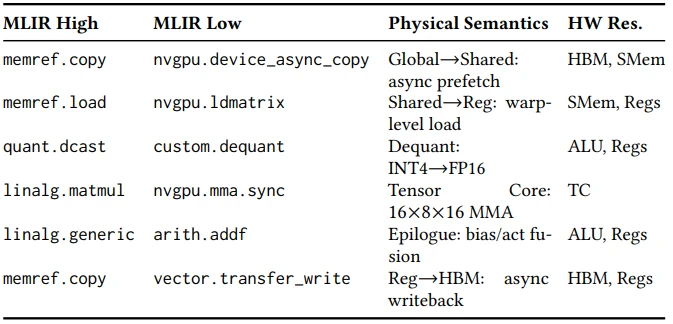 MLIR High MLIR Low Physical Semantics HW Res.
memref.copy nvgpu.device_async_copy Global→Shared: HBM, SMem
async prefetch
memref.load nvgpu.ldmatrix Shared→Reg: warp- SMem, Regs
level load
quant.dcast custom.dequant Dequant: ALU, Regs
INT4→FP16
linalg.matmul nvgpu.mma.sync Tensor Core: TC
16×8×16 MMA
linalg.generic arith.addf Epilogue: bias/act fu- ALU, Regs
sion
memref.copy vector.transfer_write Reg→HBM: async HBM, Regs
writeback